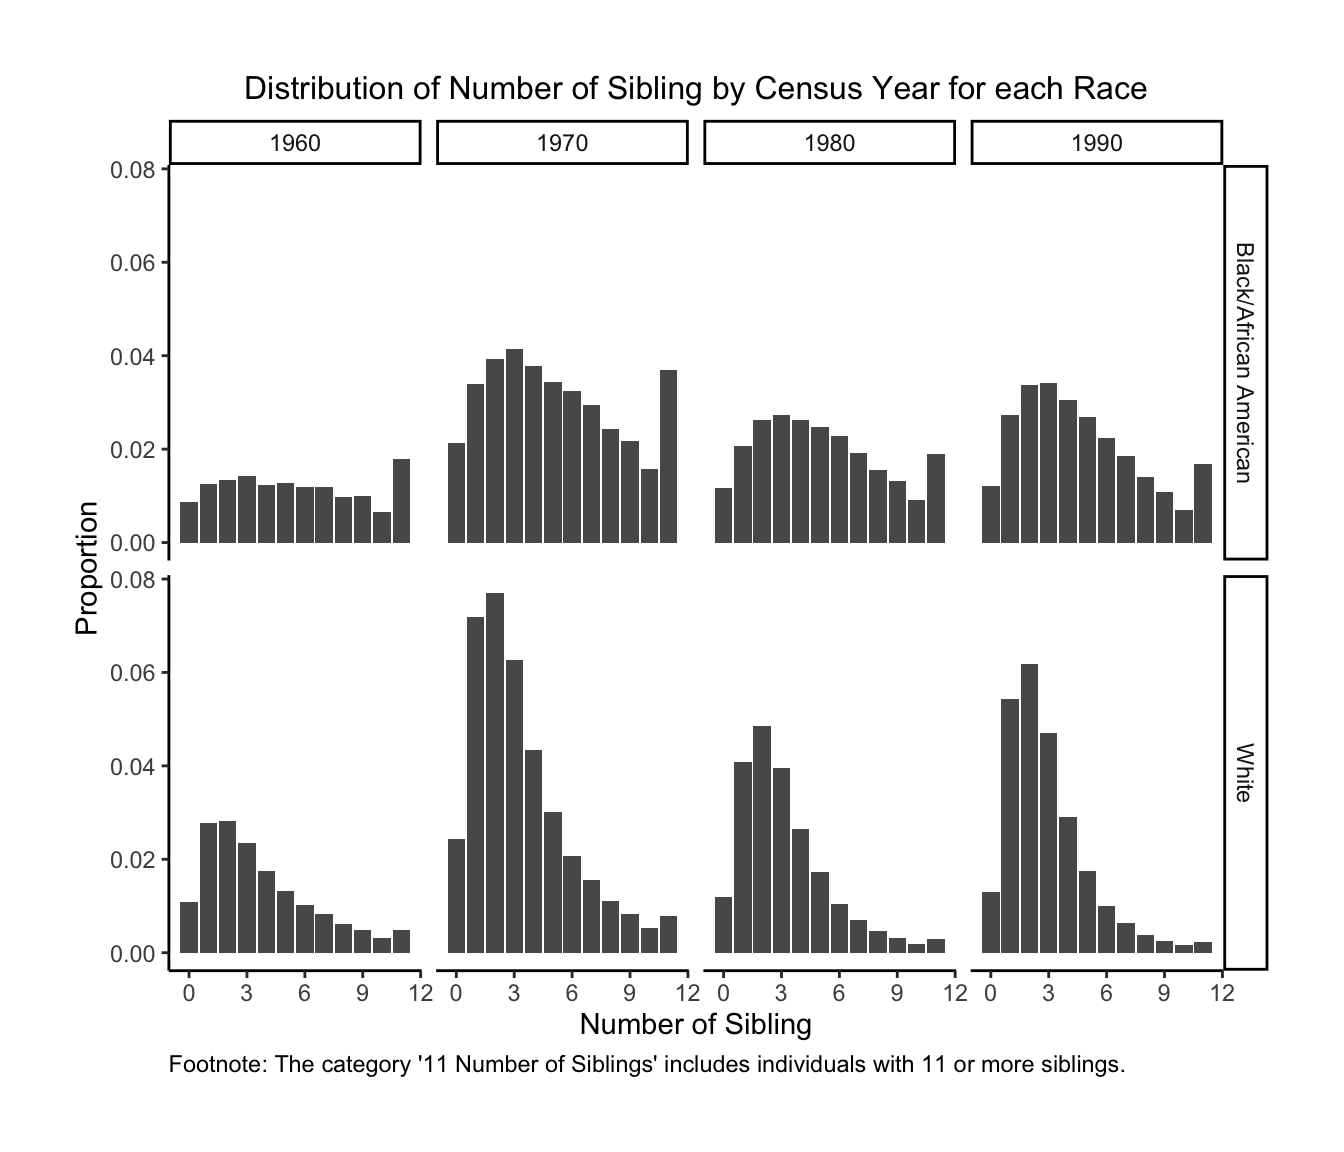 Distribution of Number of Sibling by Census Year for each Race
1960 1970 1980 1990
0.08
0.06
0.04
0.02
0.00
Black/African American
Proportion
0.08
0.06
0.04
0.02
0.00
White
0 3 6 9 12 0 3 6 9 12 0 3 6 9 12 0 3 6 9 12
Number of Sibling
Footnote: The category '11 Number of Siblings' includes individuals with 11 or more siblings.